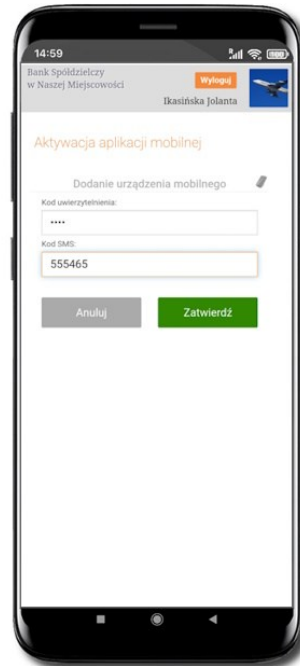 14:59
Bank Spółdzielczy
w Naszej Miejscowości
Wyloguj
Ikasińska Jolanta
Aktywacja aplikacji mobilnej
Dodanie urządzenia mobilnego
Kod uwierzytelnienia:
••••
Kod SMS:
555465
Anuluj
Zatwierdź